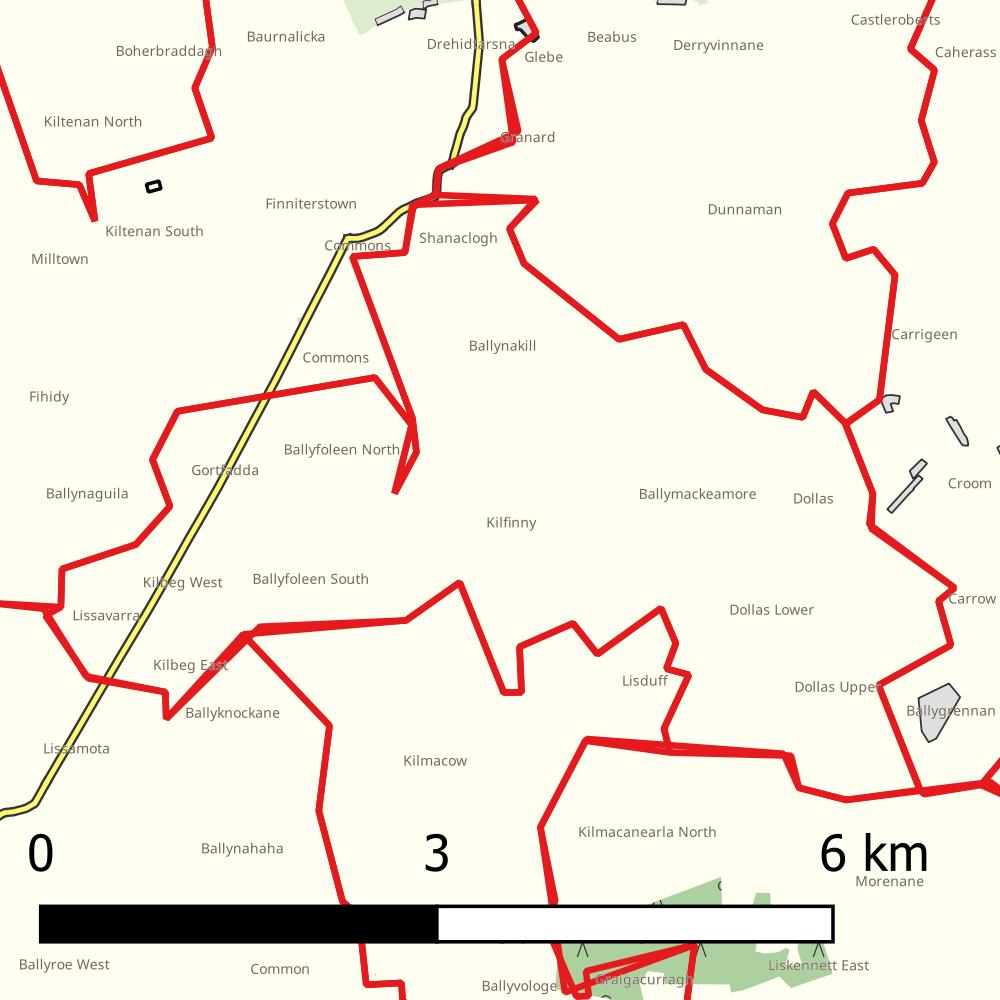 Castleroberts
Baurnalicka
Beabus
Drehidtarsna
Derryvinnane
Boherbraddagh
Caherass
Glebe
Kiltenan North
Granard
Finniterstown
Dunnaman
Kiltenan South
Shanaclogh
Commons
Milltown
Carrigeen
Ballynakill
Commons
Fihidy
Ballyfoleen North
Gortfadda
Croom
Ballynaguila
Ballymackeamore
Dollas
Kilfinny
Kilbeg West
Ballyfoleen South
Carrow
Dollas Lower
Lissavarra
Kilbeg East
Lisduff
Dollas Upper
Ballyknockane
Ballygrennan
Lissamota
Kilmacow
Kilmacanearla North
Ballynahaha
0 3 6 km
Morenane
Ballyroe West
Common
Liskennett East
Graigacurragh
Ballyvologe